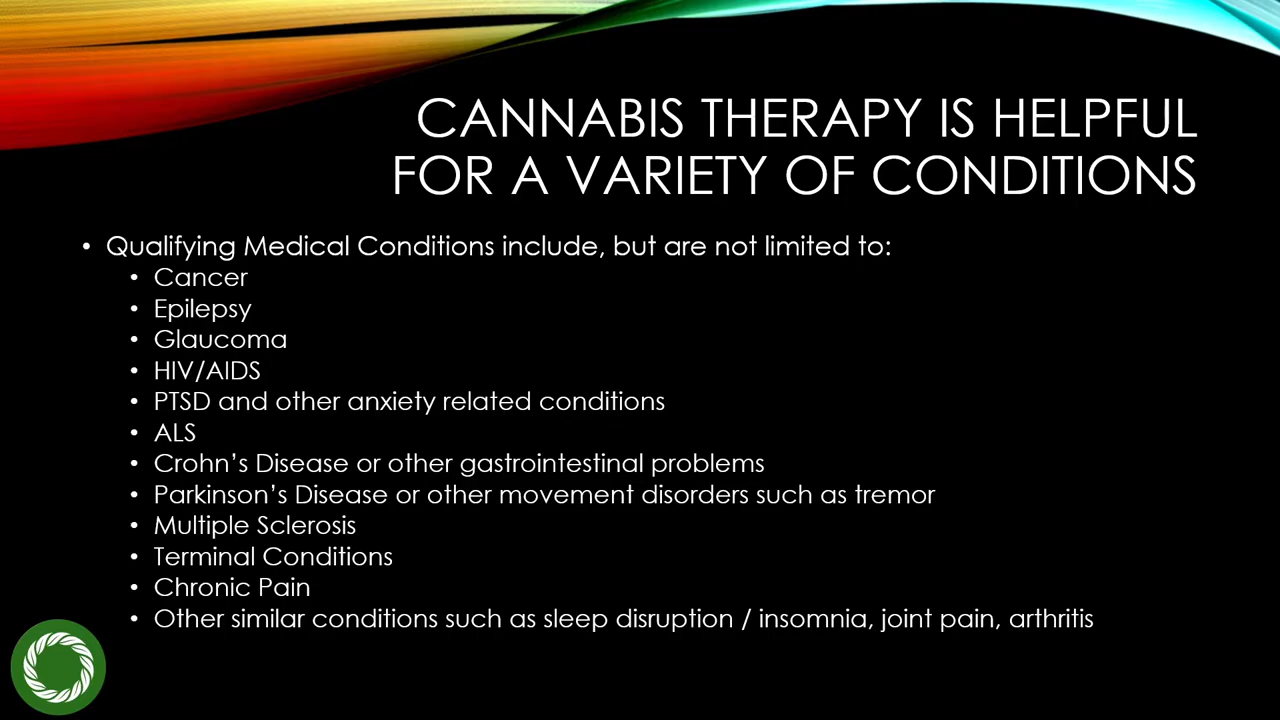 CANNABIS THERAPY IS HELPFUL
FOR A VARIETY OF CONDITIONS
• Qualifying Medical Conditions include, but are not limited to:
• Cancer
• Epilepsy
• Glaucoma
• HIV/AIDS
• PTSD and other anxiety related conditions
• ALS
• Crohn’s Disease or other gastrointestinal problems
• Parkinson’s Disease or other movement disorders such as tremor
• Multiple Sclerosis
• Terminal Conditions
• Chronic Pain
• Other similar conditions such as sleep disruption / insomnia, joint pain, arthritis